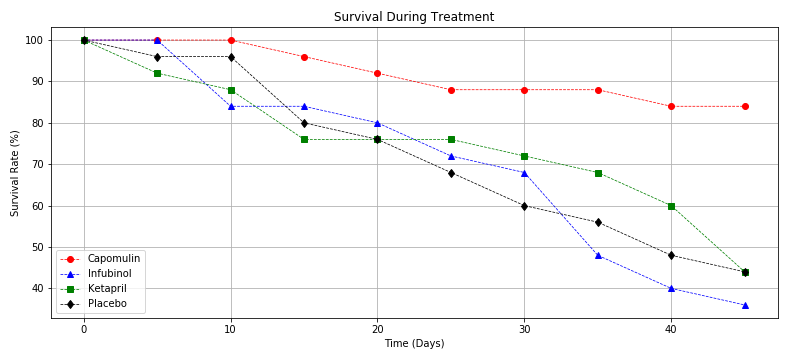 Survival During Treatment
Survival Rate (%)
100
90
80
70
60
50
40
Capomulin
Infubinol
Ketapril
Placebo
0 10 20 30 40
Time (Days)